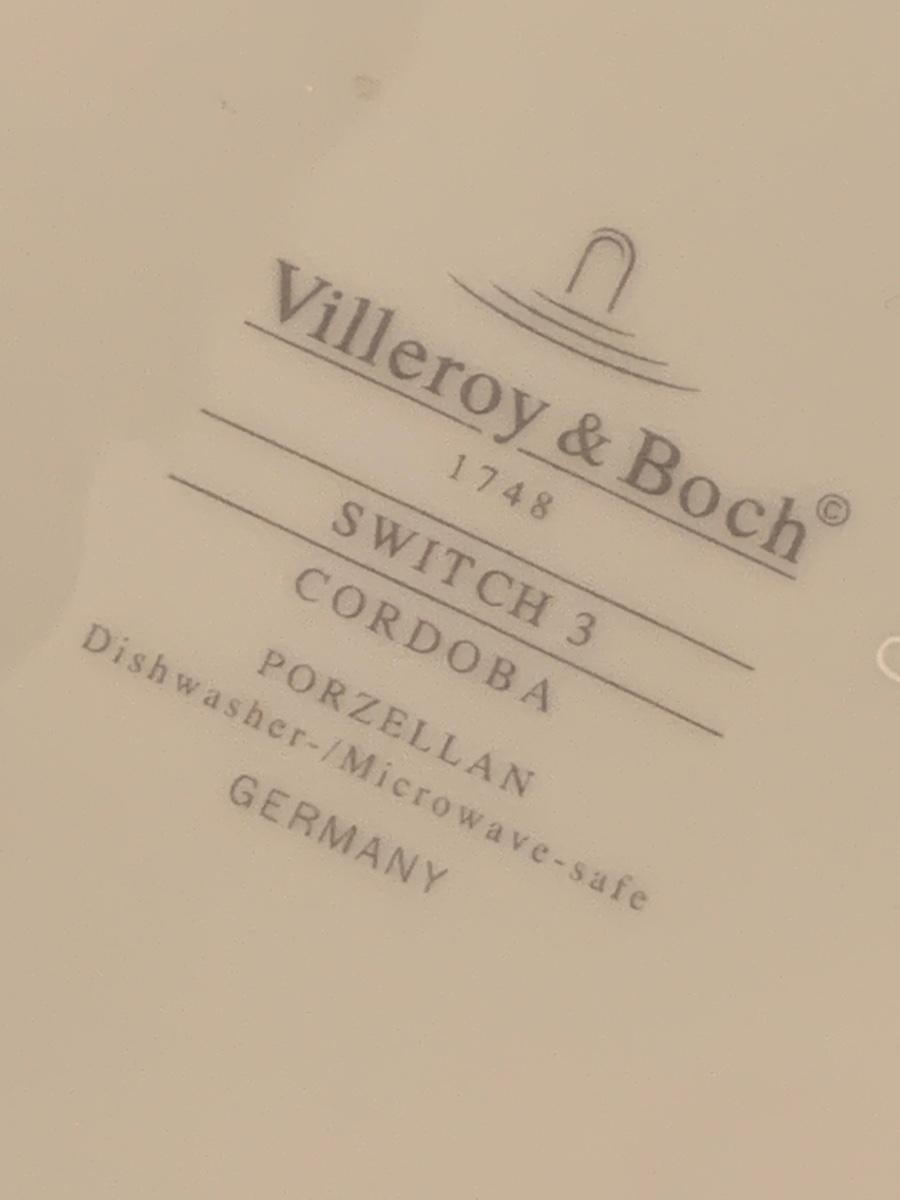 Villeroy & Boch©
1748
SWITCH 3
CORDOBA
PORZELLAN
Dishwasher-/Microwave-safe
GERMANY